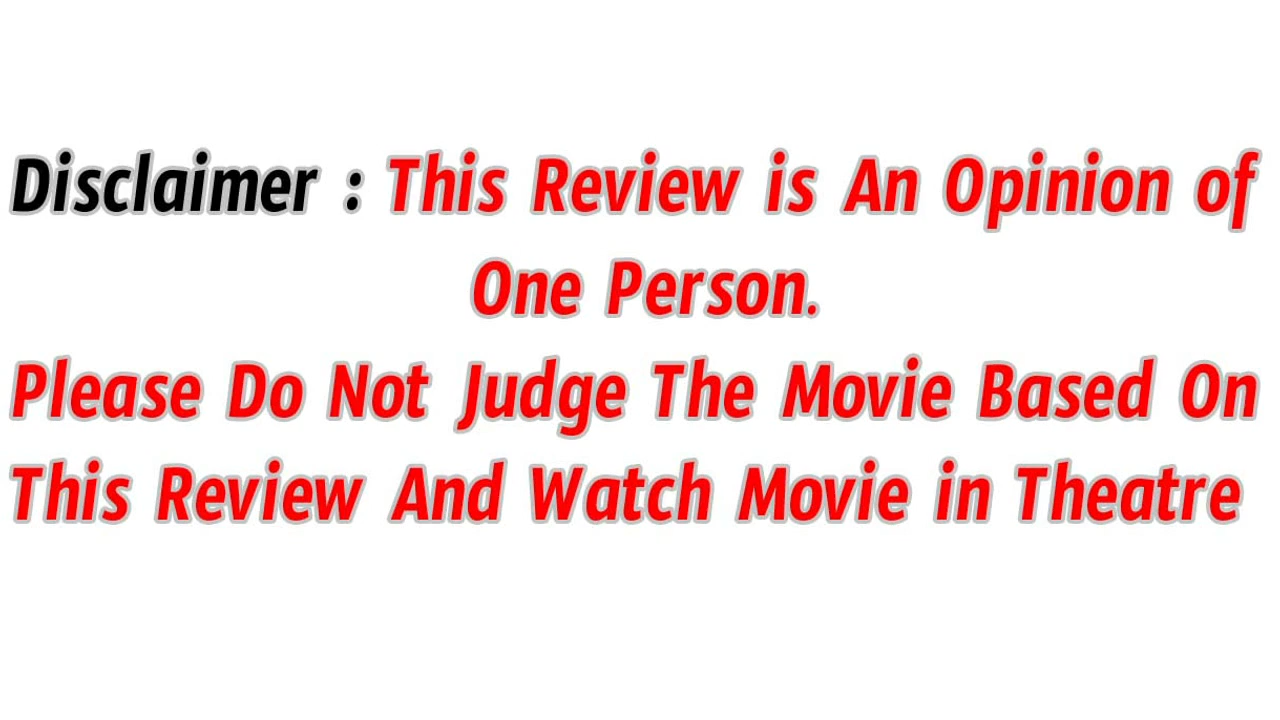 Disclaimer : This Review is An Opinion of
One Person.
Please Do Not Judge The Movie Based On
This Review And Watch Movie in Theatre